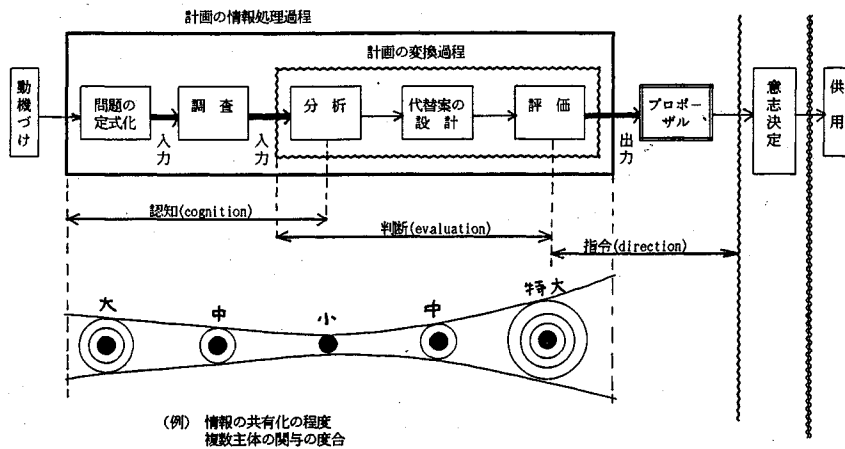 計画の情報処理過程
計画の変換過程
動機づけ
問題の
定式化
入力
調査
入力
分析
代替案の
設計
評価
出力
プロポー
ザル
意志決定
供用
認知(cognition)
判断(evaluation)
指令(direction)
大
中
小
中
特大
(例) 情報の共有化の程度
複数主体の関与の度合